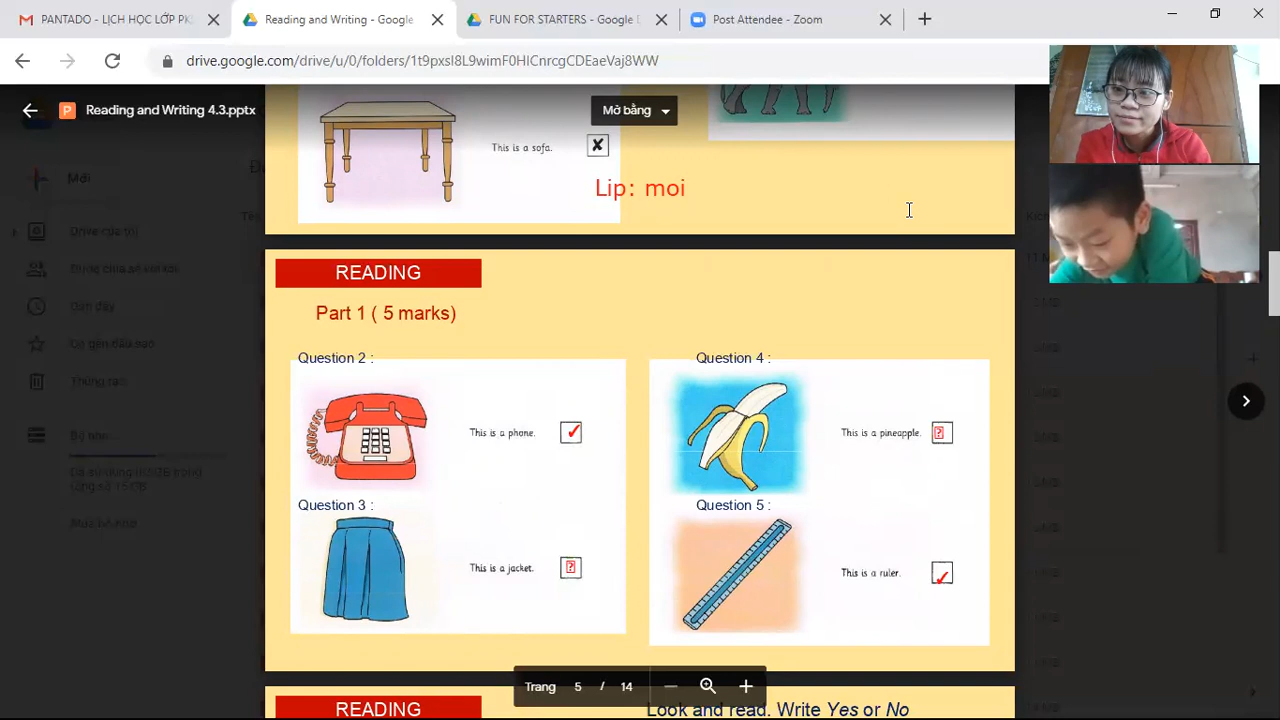 PANTADO - LỊCH HỌC LỚP PK
Reading and Writing - Google
FUN FOR STARTERS - Google
Post Attendee - Zoom
drive.google.com/drive/u/0/folders/
Reading and Writing 4.3.pptx
Mở bằng
Mới
This is a sofa.
Lip: moi
READING
Part 1 ( 5 marks)
Question 2 :
This is a phone.
Question 3 :
This is a jacket.
Question 4 :
This is a pineapple.
Question 5 :
This is a ruler.
Trang 5 / 14
READING
Look and read. Write Yes or No